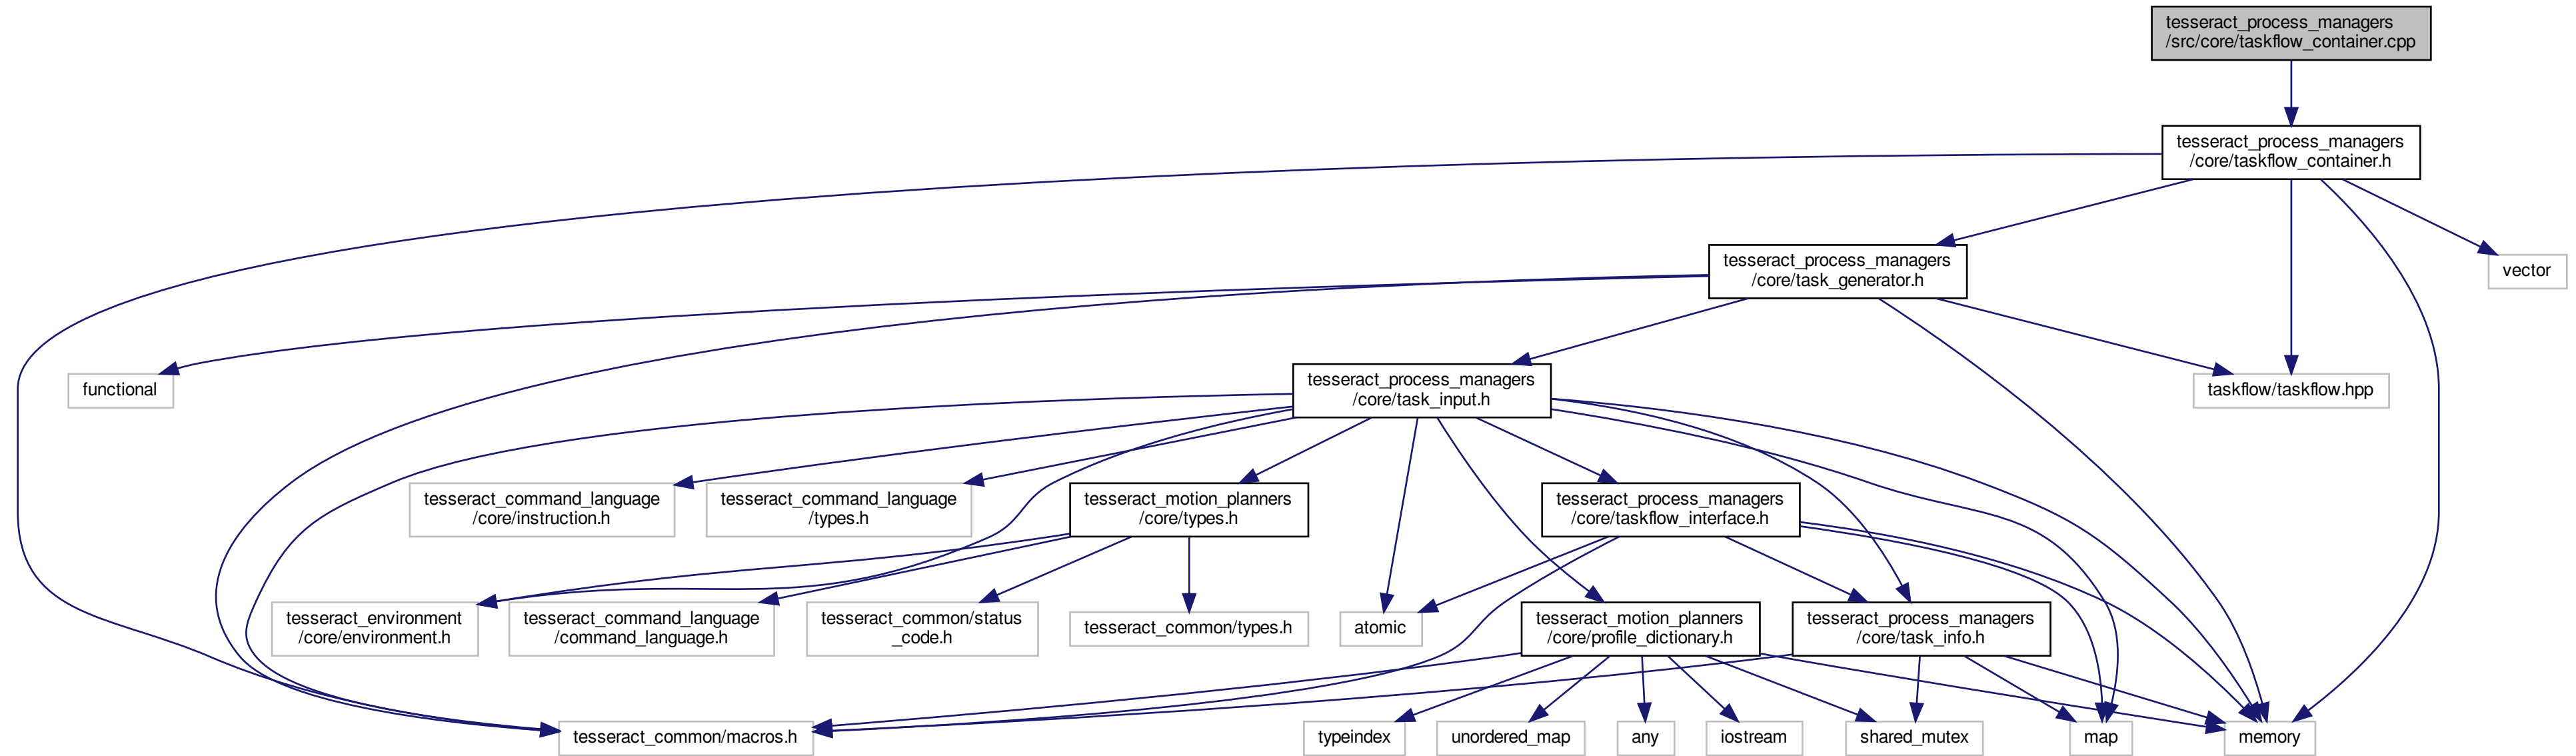 tesseract_process_managers
/src/core/taskflow_container.cpp
tesseract_process_managers
/core/taskflow_container.h
tesseract_process_managers
/core/task_generator.h
vector
functional
tesseract_process_managers
/core/task_input.h
taskflow/taskflow.hpp
tesseract_command_language
/core/instruction.h
tesseract_command_language
/types.h
tesseract_motion_planners
/core/types.h
tesseract_process_managers
/core/taskflow_interface.h
tesseract_environment
/core/environment.h
tesseract_command_language
/command_language.h
tesseract_common/status
_code.h
tesseract_common/types.h
atomic
tesseract_motion_planners
/core/profile_dictionary.h
tesseract_process_managers
/core/task_info.h
tesseract_common/macros.h
typeindex
unordered_map
any
iostream
shared_mutex
map
memory